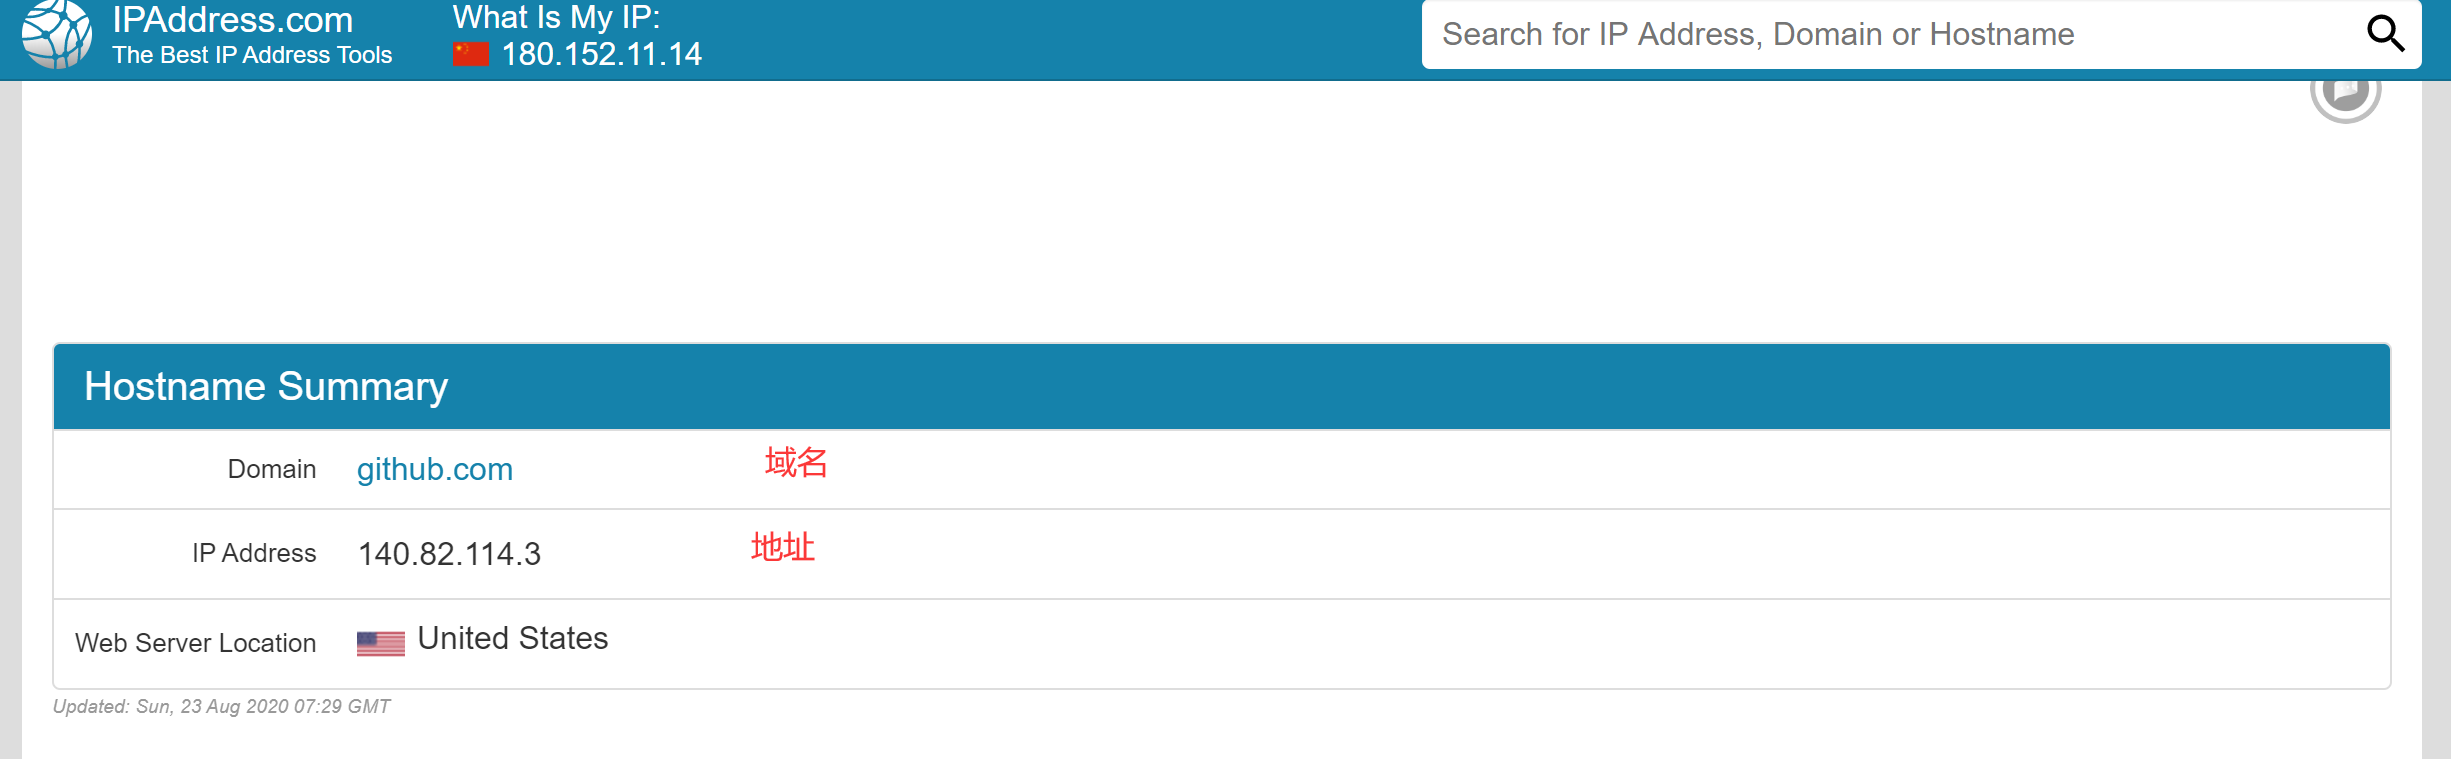 IPAddress.com
The Best IP Address Tools
What Is My IP:
180.152.11.14
Search for IP Address, Domain or Hostname
Hostname Summary
Domain github.com 域名
IP Address 140.82.114.3 地址
Web Server Location United States
Updated: Sun, 23 Aug 2020 07:29 GMT